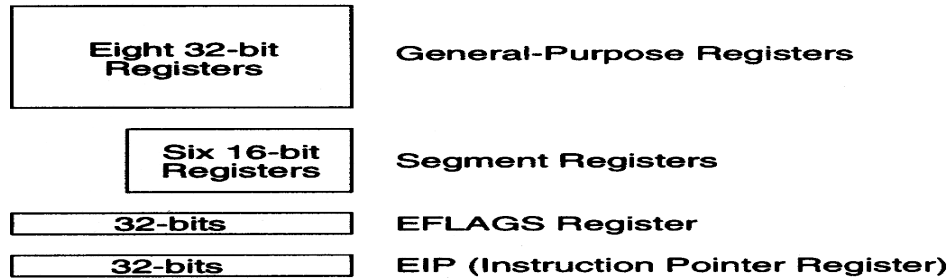 Eight 32-bit
Registers
General-Purpose Registers
Six 16-bit
Registers
Segment Registers
32-bits
EFLAGS Register
32-bits
EIP (Instruction Pointer Register)